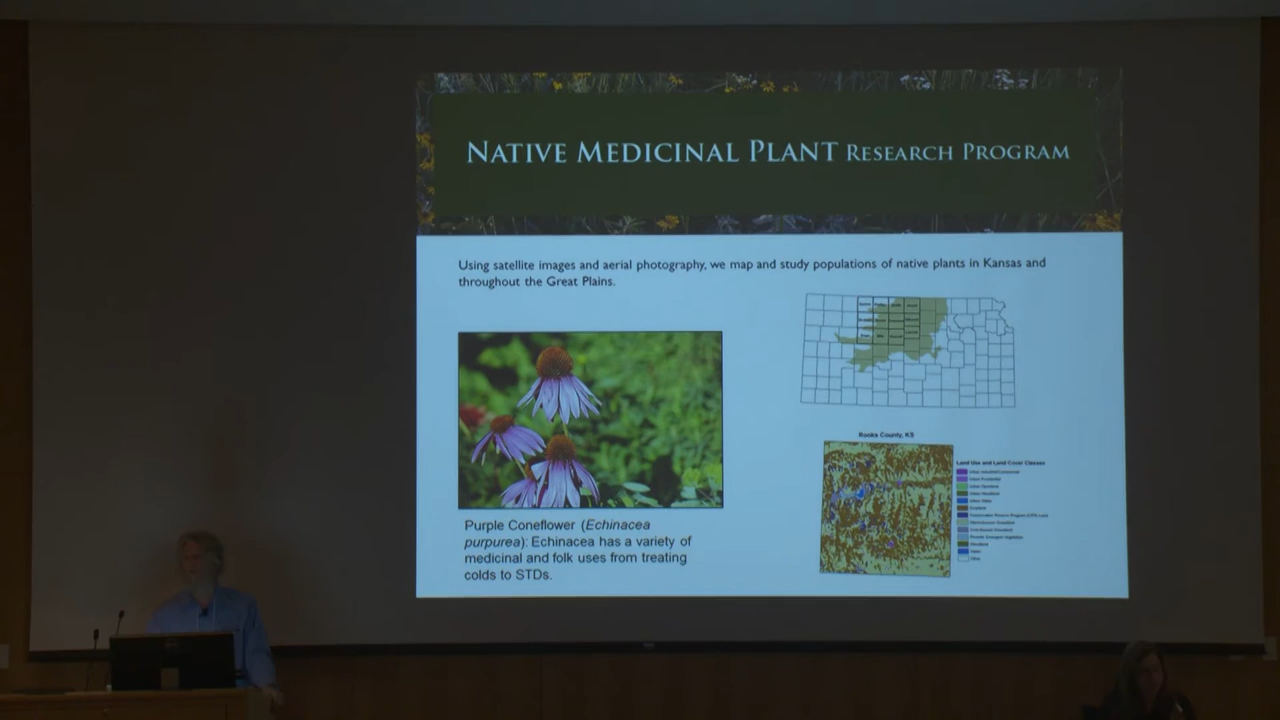 NATIVE MEDICINAL PLANT RESEARCH PROGRAM
Using satellite images and aerial photography, we map and study populations of native plants in Kansas and
throughout the Great Plains.
Rooks County, KS
Land Use and Land Cover Classes
Purple Coneflower (Echinacea
purpurea): Echinacea has a variety of
medicinal and folk uses from treating
colds to STDs.